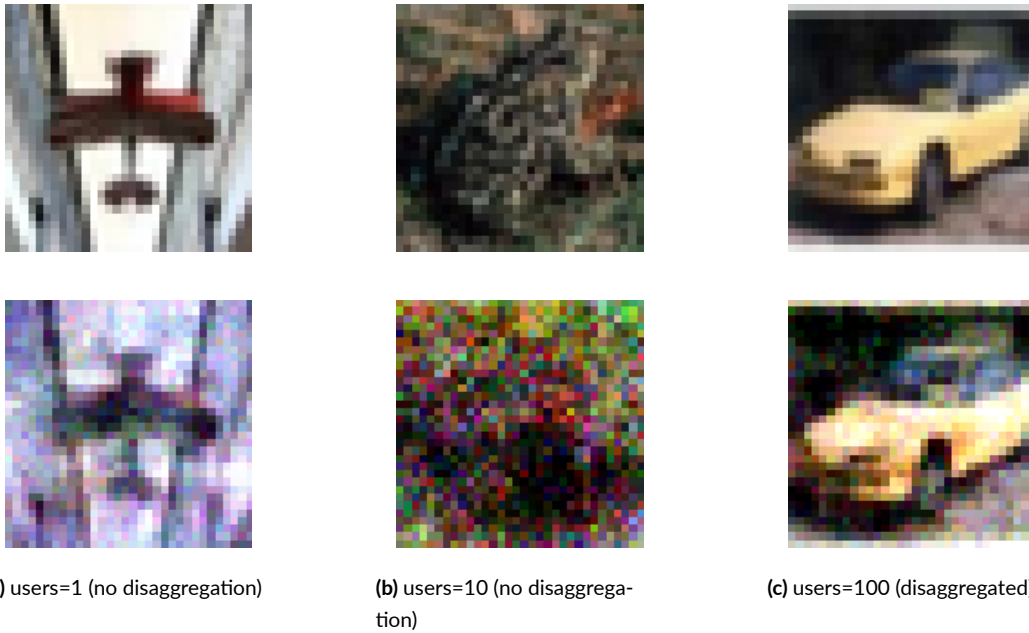 ) users=1 (no disaggregation)
(b) users=10 (no disaggrega-
tion)
(c) users=100 (disaggregated)